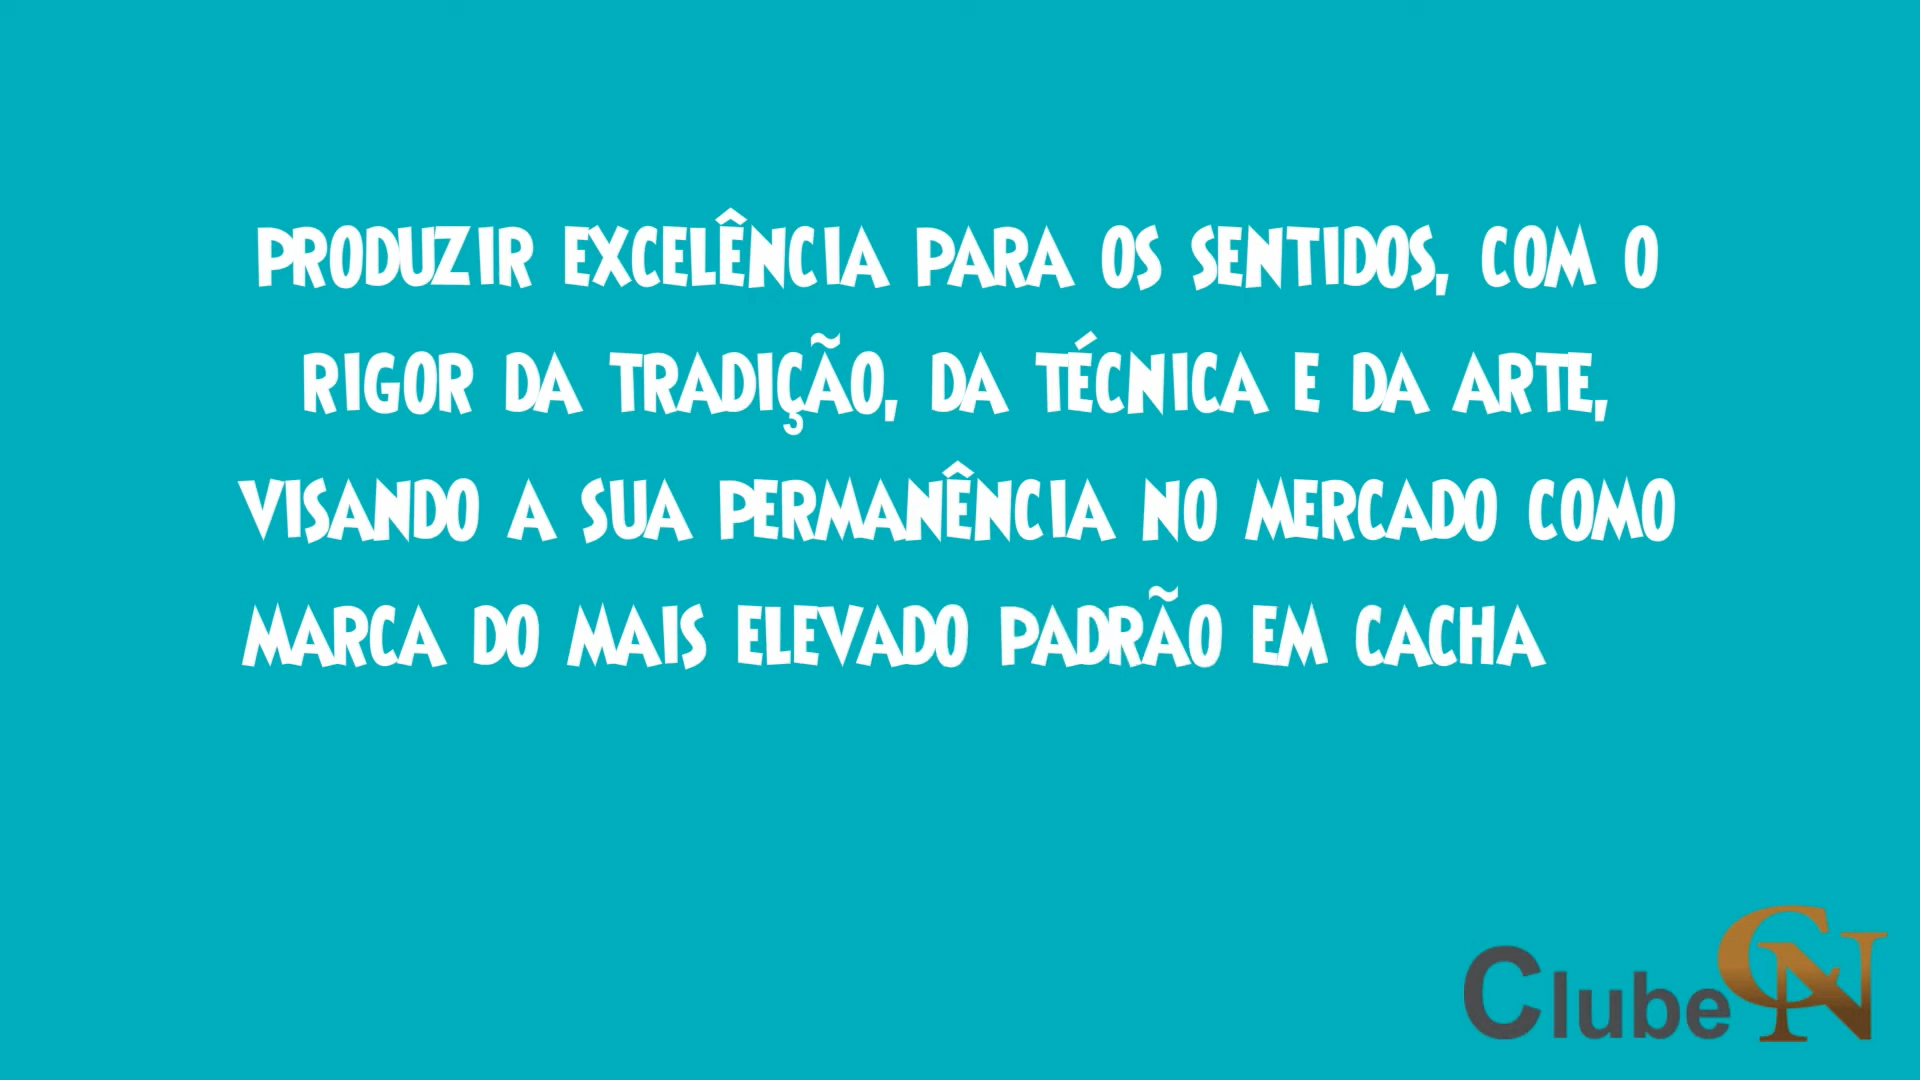 PRODUZIR EXCELÊNCIA PARA OS SENTIDOS, COM O
RIGOR DA TRADIÇÃO, DA TÉCNICA E DA ARTE,
VISANDO A SUA PERMANÊNCIA NO MERCADO COMO
MARCA DO MAIS ELEVADO PADRÃO EM CACHA
Clube CN